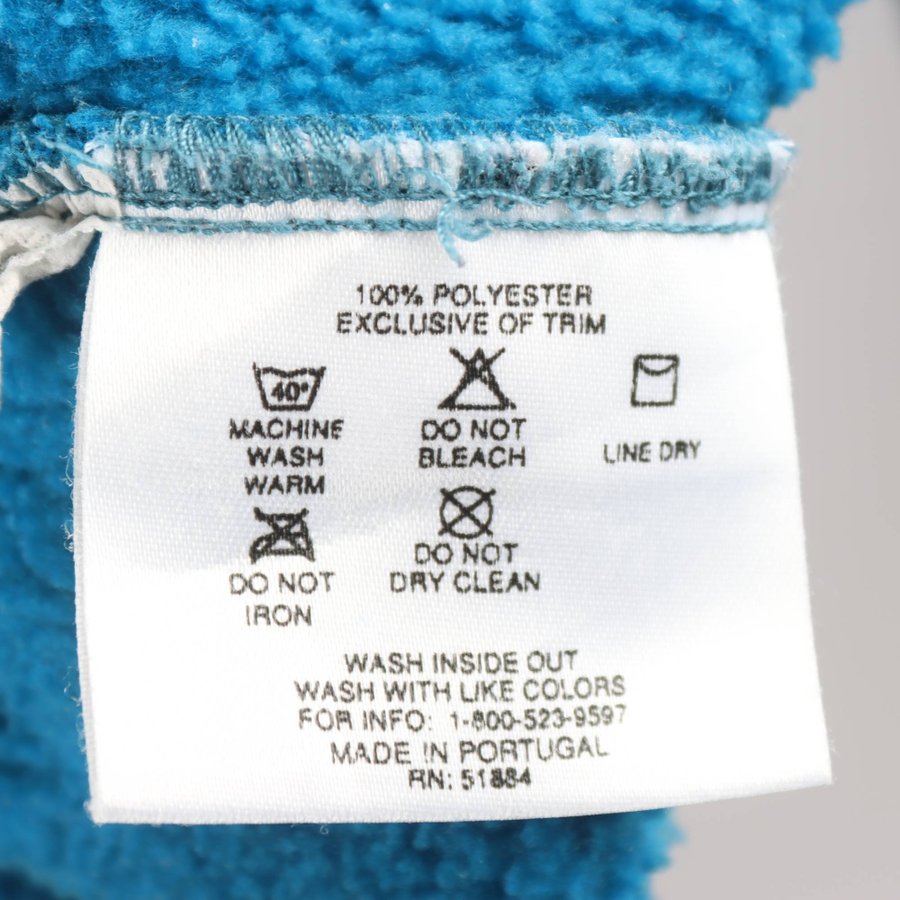 100% POLYESTER
EXCLUSIVE OF TRIM
40°
MACHINE
WASH
WARM
DO NOT
BLEACH
LINE DRY
DO NOT
IRON
DO NOT
DRY CLEAN
WASH INSIDE OUT
WASH WITH LIKE COLORS
FOR INFO: 1-800-523-9597
MADE IN PORTUGAL
RN: 51884